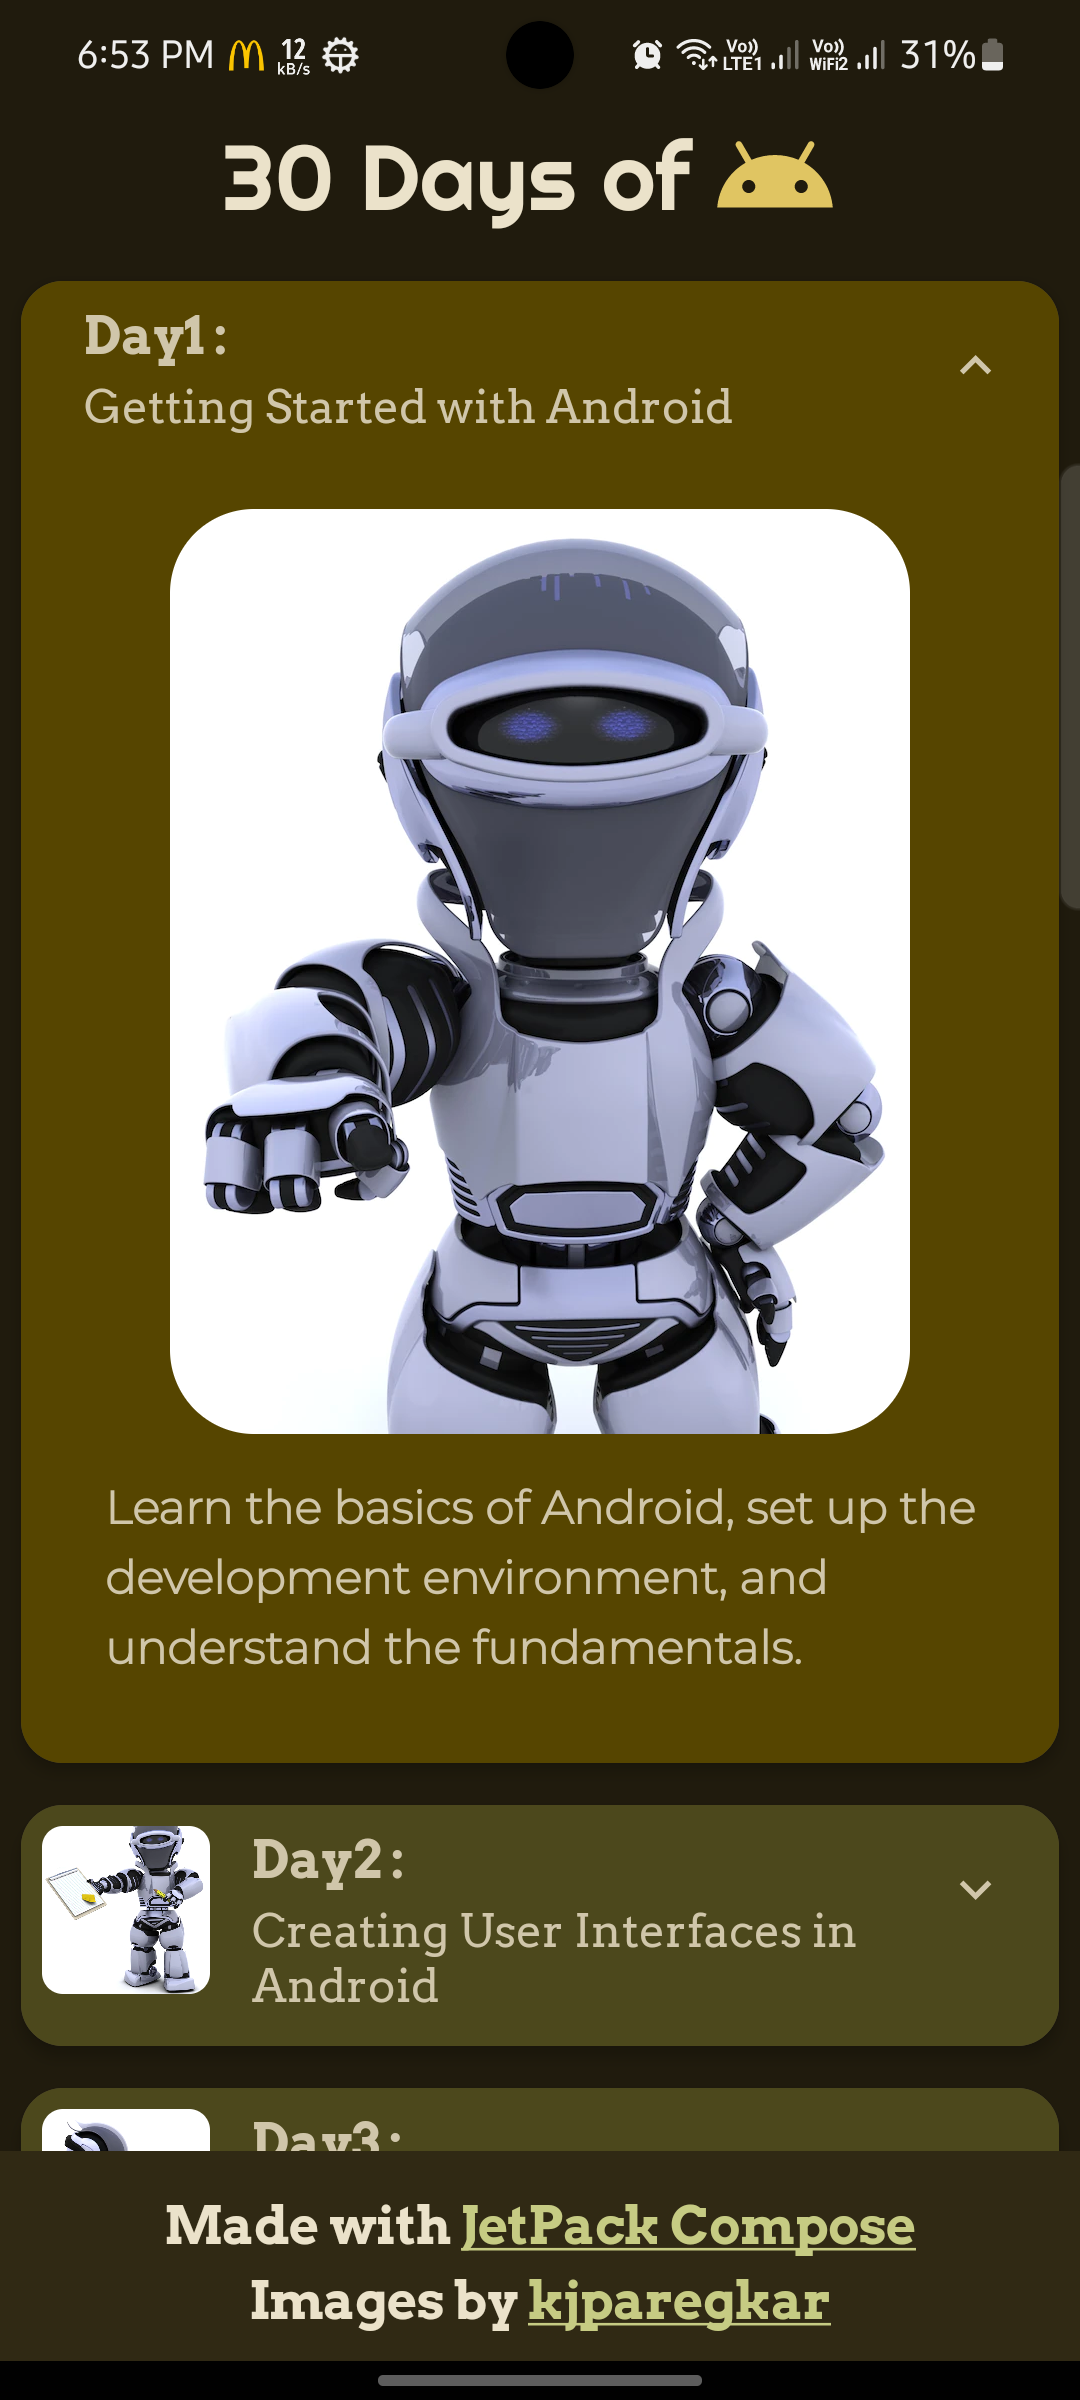 6:53 PM 12 kB/s Vo)) LTE1 Vo)) WiFi2 31%
30 Days of
Day1 :
Getting Started with Android
Learn the basics of Android, set up the
development environment, and
understand the fundamentals.
Day2 :
Creating User Interfaces in
Android
Day3 :
Made with JetPack Compose
Images by kjparegkar